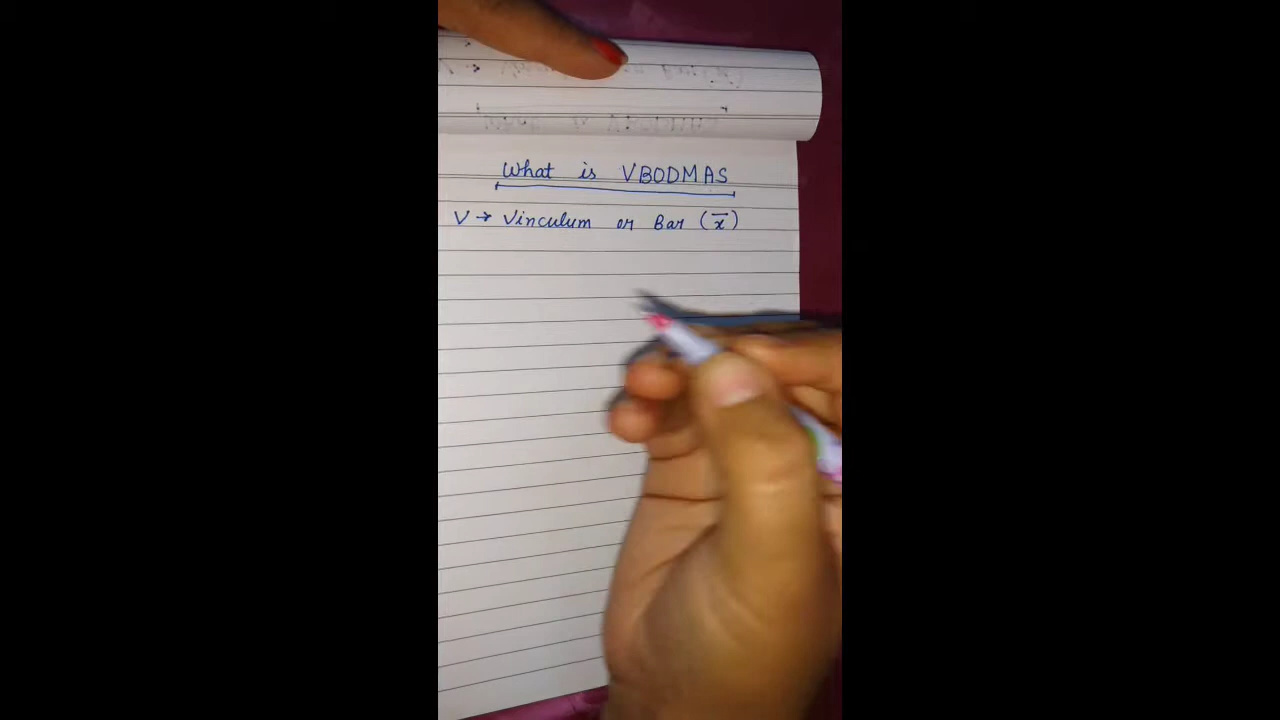 What is VBODMAS
V → Vinculum or Bar (x̅)